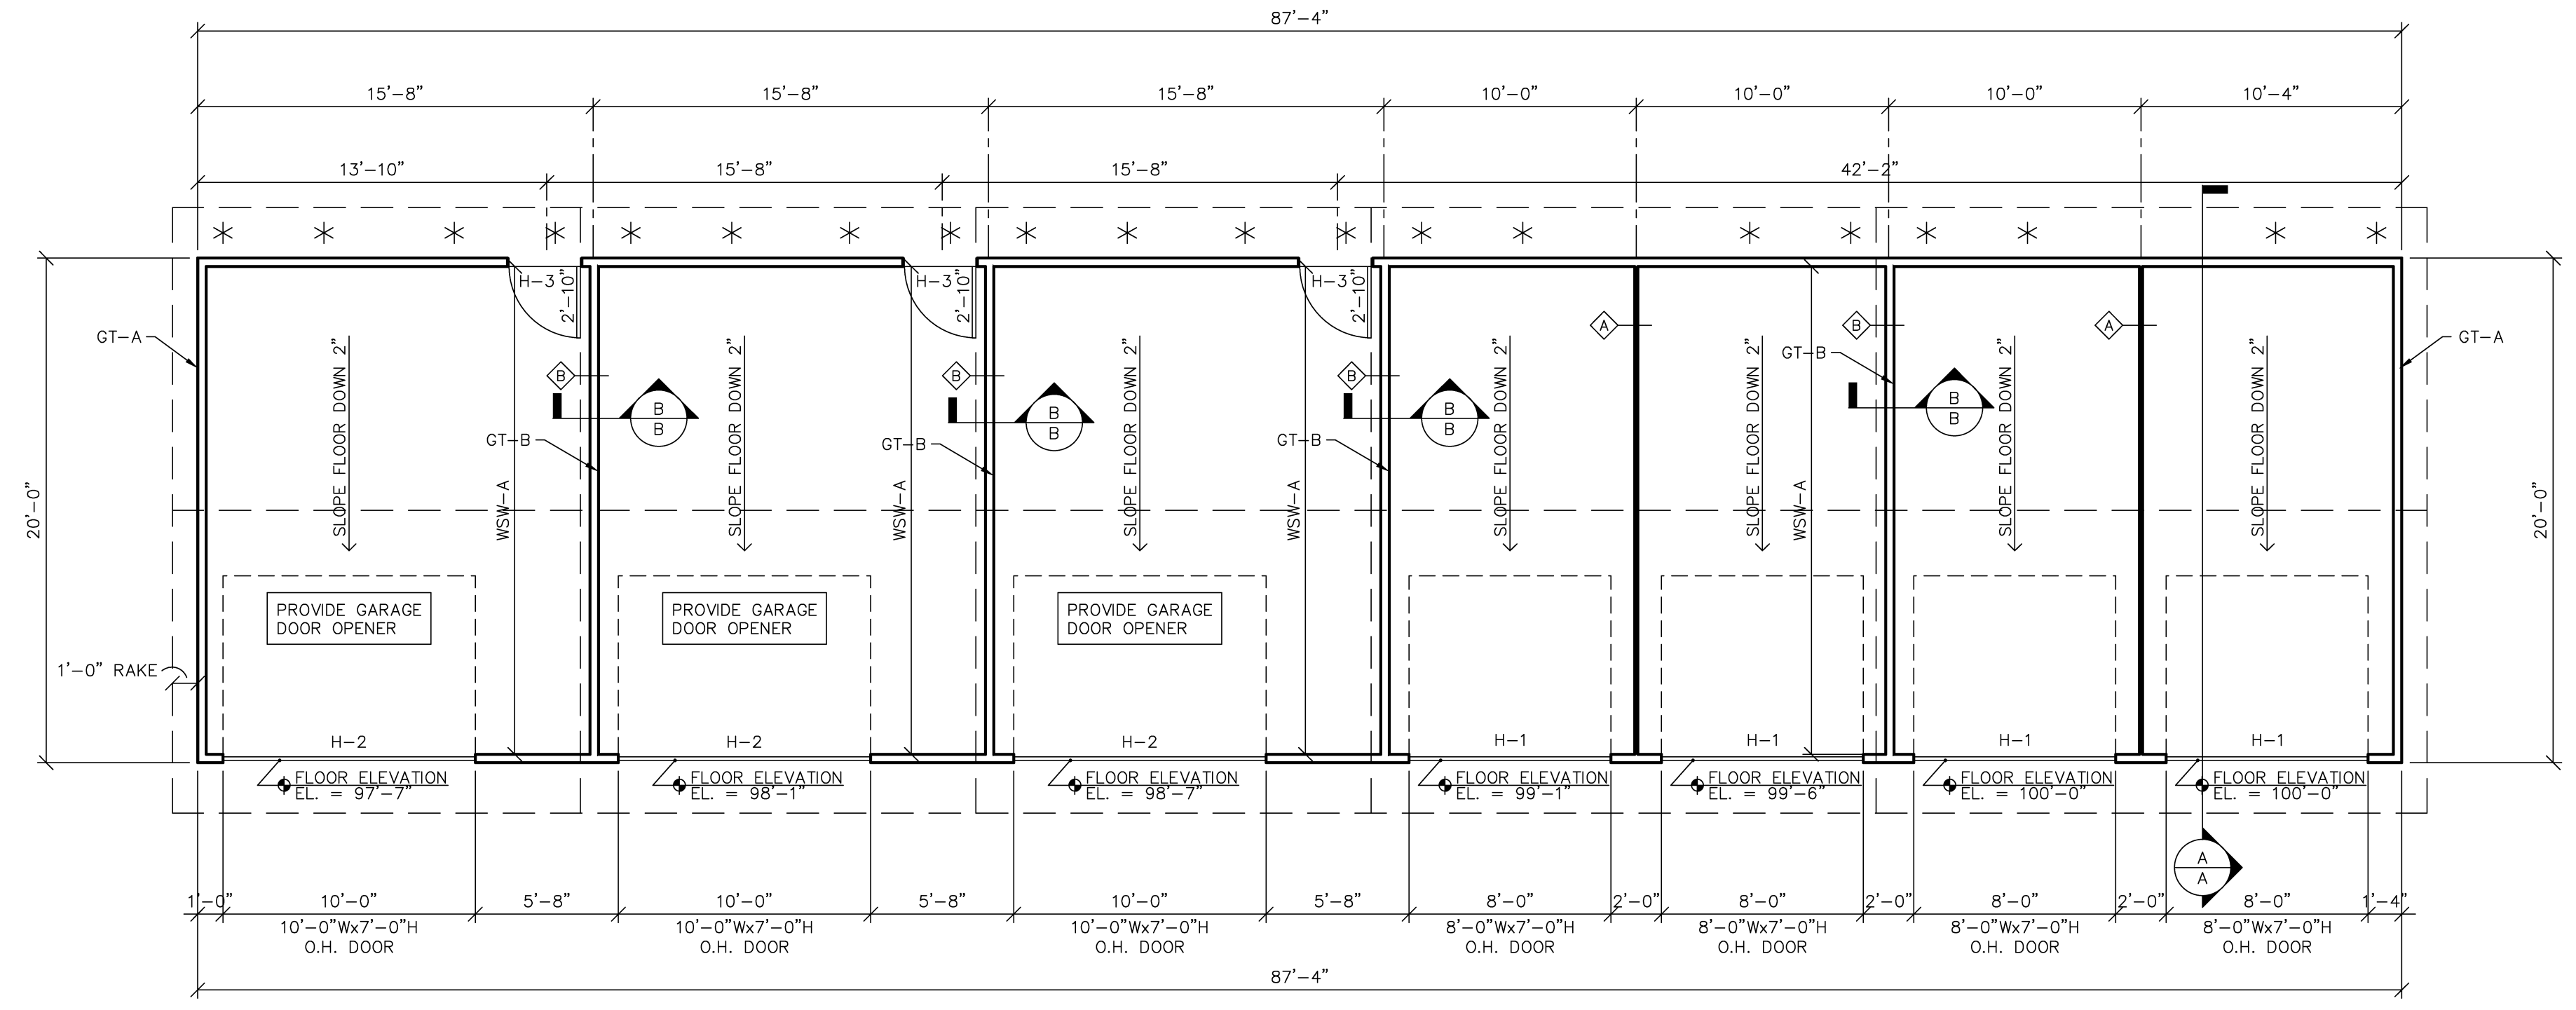 87'-4"
15'-8" 15'-8" 15'-8" 10'-0" 10'-0" 10'-0" 10'-4"
13'-10" 15'-8" 15'-8" 42'-2"
* * * * * * * * * * * * * * * * * * * *
H-3 H-3 H-3
2'-10" 2'-10" 2'-10"
A B A
GT-A GT-B GT-A
B B B
SLOPE FLOOR DOWN 2" SLOPE FLOOR DOWN 2" SLOPE FLOOR DOWN 2" SLOPE FLOOR DOWN 2" SLOPE FLOOR DOWN 2" SLOPE FLOOR DOWN 2" SLOPE FLOOR DOWN 2"
B B B B
B B B B
GT-B GT-B GT-B
20'-0" WSW-A WSW-A WSW-A WSW-A 20'-0"
PROVIDE GARAGE PROVIDE GARAGE PROVIDE GARAGE
DOOR OPENER DOOR OPENER DOOR OPENER
1'-0" RAKE
H-2 H-2 H-2 H-1 H-1 H-1 H-1
FLOOR ELEVATION FLOOR ELEVATION FLOOR ELEVATION FLOOR ELEVATION FLOOR ELEVATION FLOOR ELEVATION FLOOR ELEVATION
EL. = 97'-7" EL. = 98'-1" EL. = 98'-7" EL. = 99'-1" EL. = 99'-6" EL. = 100'-0" EL. = 100'-0"
A
A
1'-0" 10'-0" 5'-8" 10'-0" 5'-8" 10'-0" 5'-8" 8'-0" 2'-0" 8'-0" 2'-0" 8'-0" 2'-0" 8'-0" 1'-4"
10'-0"Wx7'-0"H 10'-0"Wx7'-0"H 10'-0"Wx7'-0"H 8'-0"Wx7'-0"H 8'-0"Wx7'-0"H 8'-0"Wx7'-0"H 8'-0"Wx7'-0"H
O.H. DOOR O.H. DOOR O.H. DOOR O.H. DOOR O.H. DOOR O.H. DOOR O.H. DOOR
87'-4"